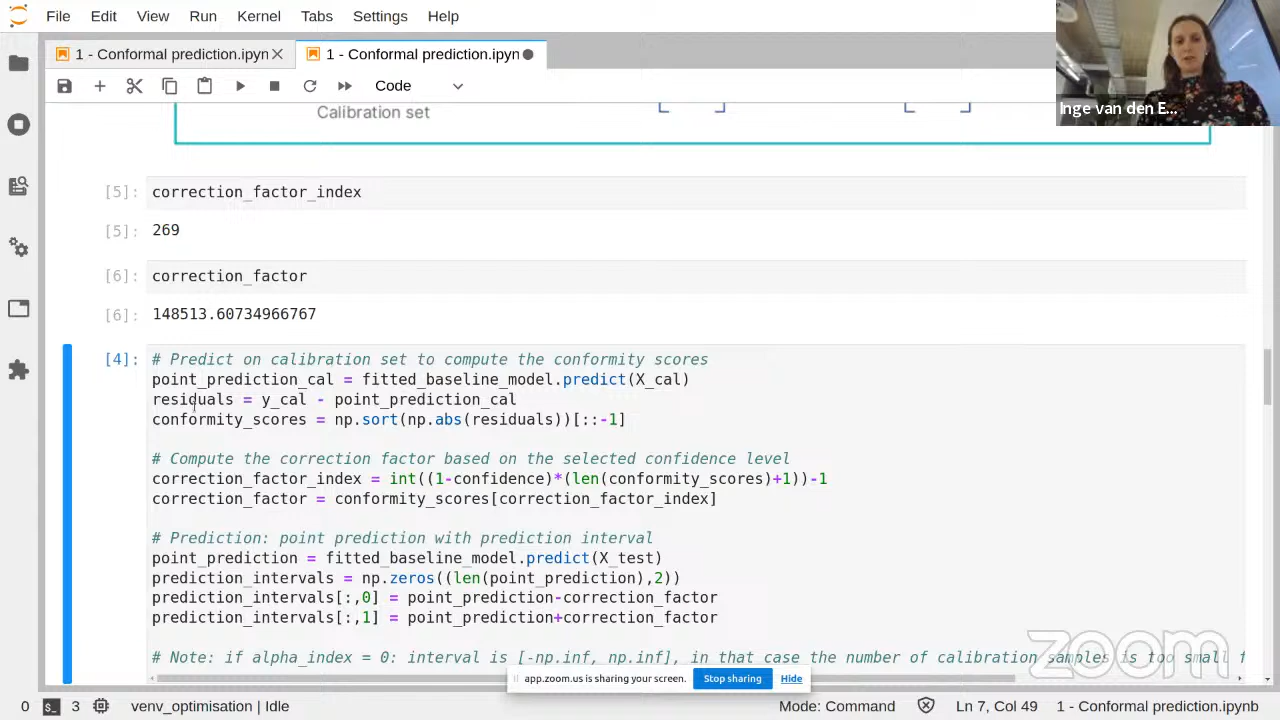 File Edit View Run Kernel Tabs Settings Help
1 - Conformal prediction.ipyn 1 - Conformal prediction.ipyn
Code
Inge van den E...
Calibration set
[5]: correction_factor_index
[5]: 269
[6]: correction_factor
[6]: 148513.60734966767
[4]: # Predict on calibration set to compute the conformity scores
point_prediction_cal = fitted_baseline_model.predict(X_cal)
residuals = y_cal - point_prediction_cal
conformity_scores = np.sort(np.abs(residuals))[::-1]
# Compute the correction factor based on the selected confidence level
correction_factor_index = int((1-confidence)*(len(conformity_scores)+1))-1
correction_factor = conformity_scores[correction_factor_index]
# Prediction: point prediction with prediction interval
point_prediction = fitted_baseline_model.predict(X_test)
prediction_intervals = np.zeros((len(point_prediction),2))
prediction_intervals[:,0] = point_prediction-correction_factor
prediction_intervals[:,1] = point_prediction+correction_factor
# Note: if alpha_index = 0: interval is [-np.inf, np.inf], in that case the number of calibration samples is too small f
zoom
app.zoom.us is sharing your screen. Stop sharing Hide
0 $_ 3 venv_optimisation | Idle Mode: Command Ln 7, Col 49 1 - Conformal prediction.ipynb